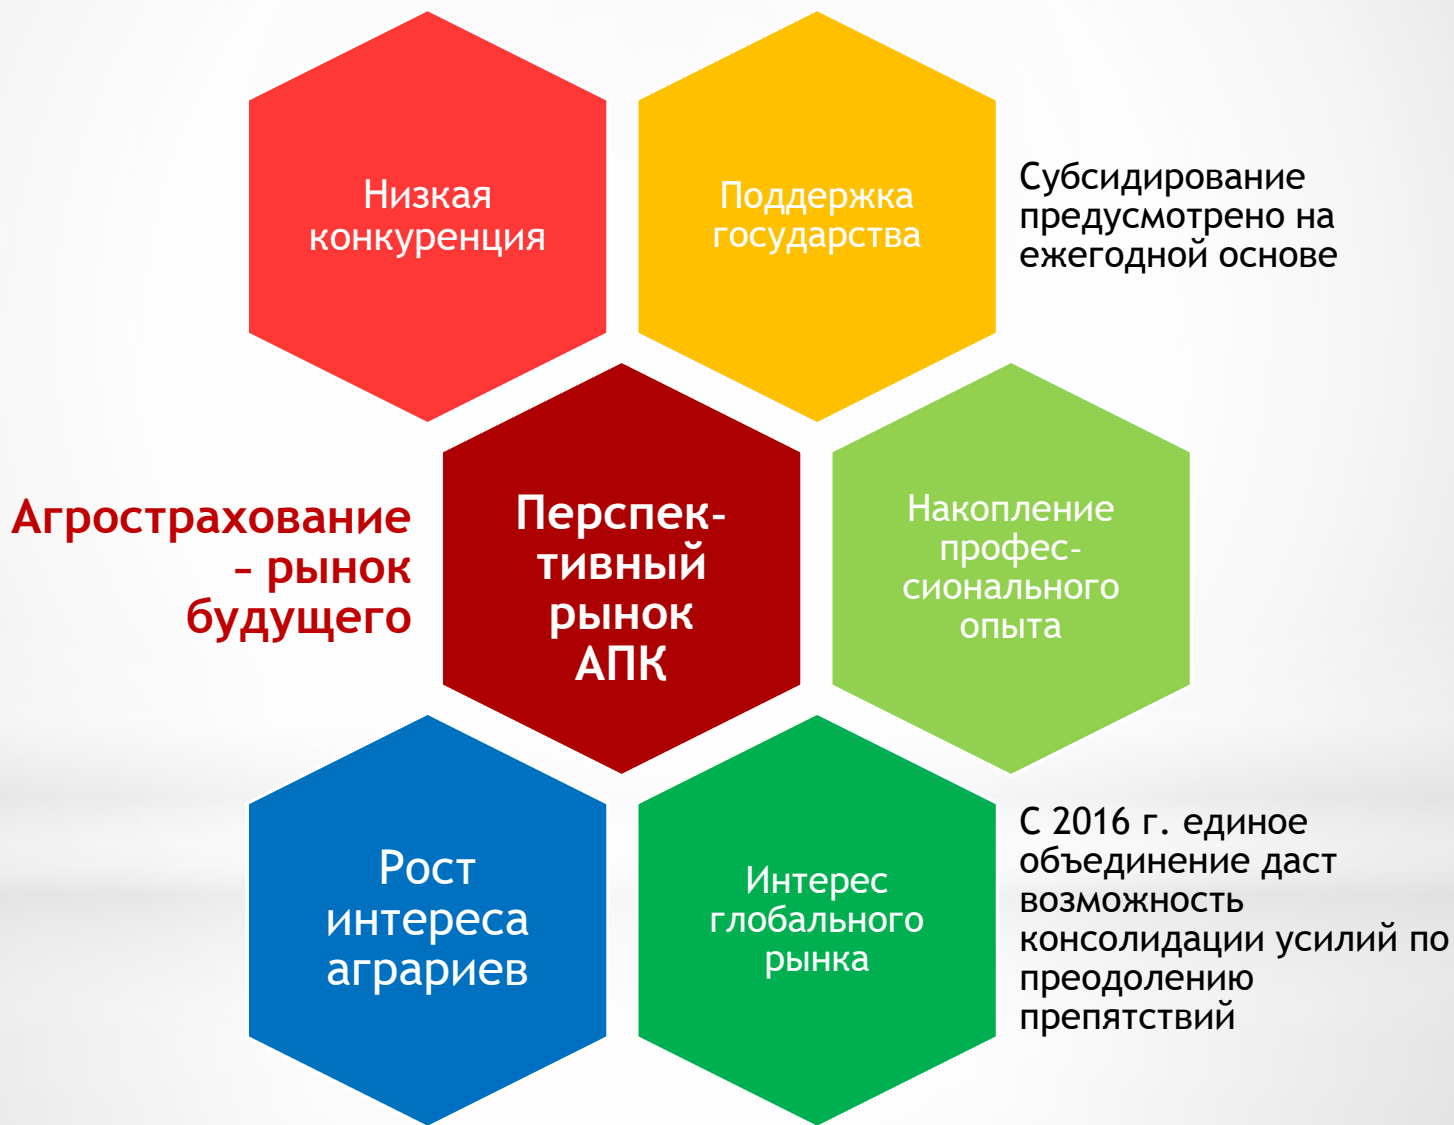 Низкая
конкуренция
Поддержка
государства
Субсидирование
предусмотрено на
ежегодной основе
Агрострахование
– рынок
будущего
Перспек-
тивный
рынок
АПК
Накопление
профес-
сионального
опыта
Рост
интереса
аграриев
Интерес
глобального
рынка
С 2016 г. единое
объединение даст
возможность
консолидации усилий по
преодолению
препятствий